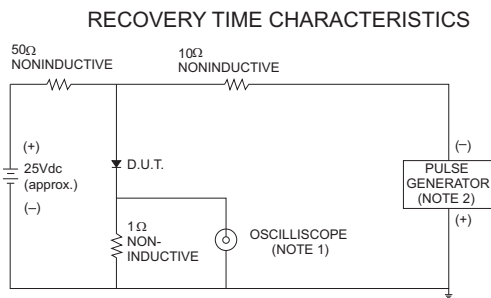 RECOVERY TIME CHARACTERISTICS
50Ω
NONINDUCTIVE
10Ω
NONINDUCTIVE
(+)
25Vdc
(approx.)
(–)
D.U.T.
1Ω
NON-
INDUCTIVE
OSCILLISCOPE
(NOTE 1)
(–)
PULSE
GENERATOR
(NOTE 2)
(+)